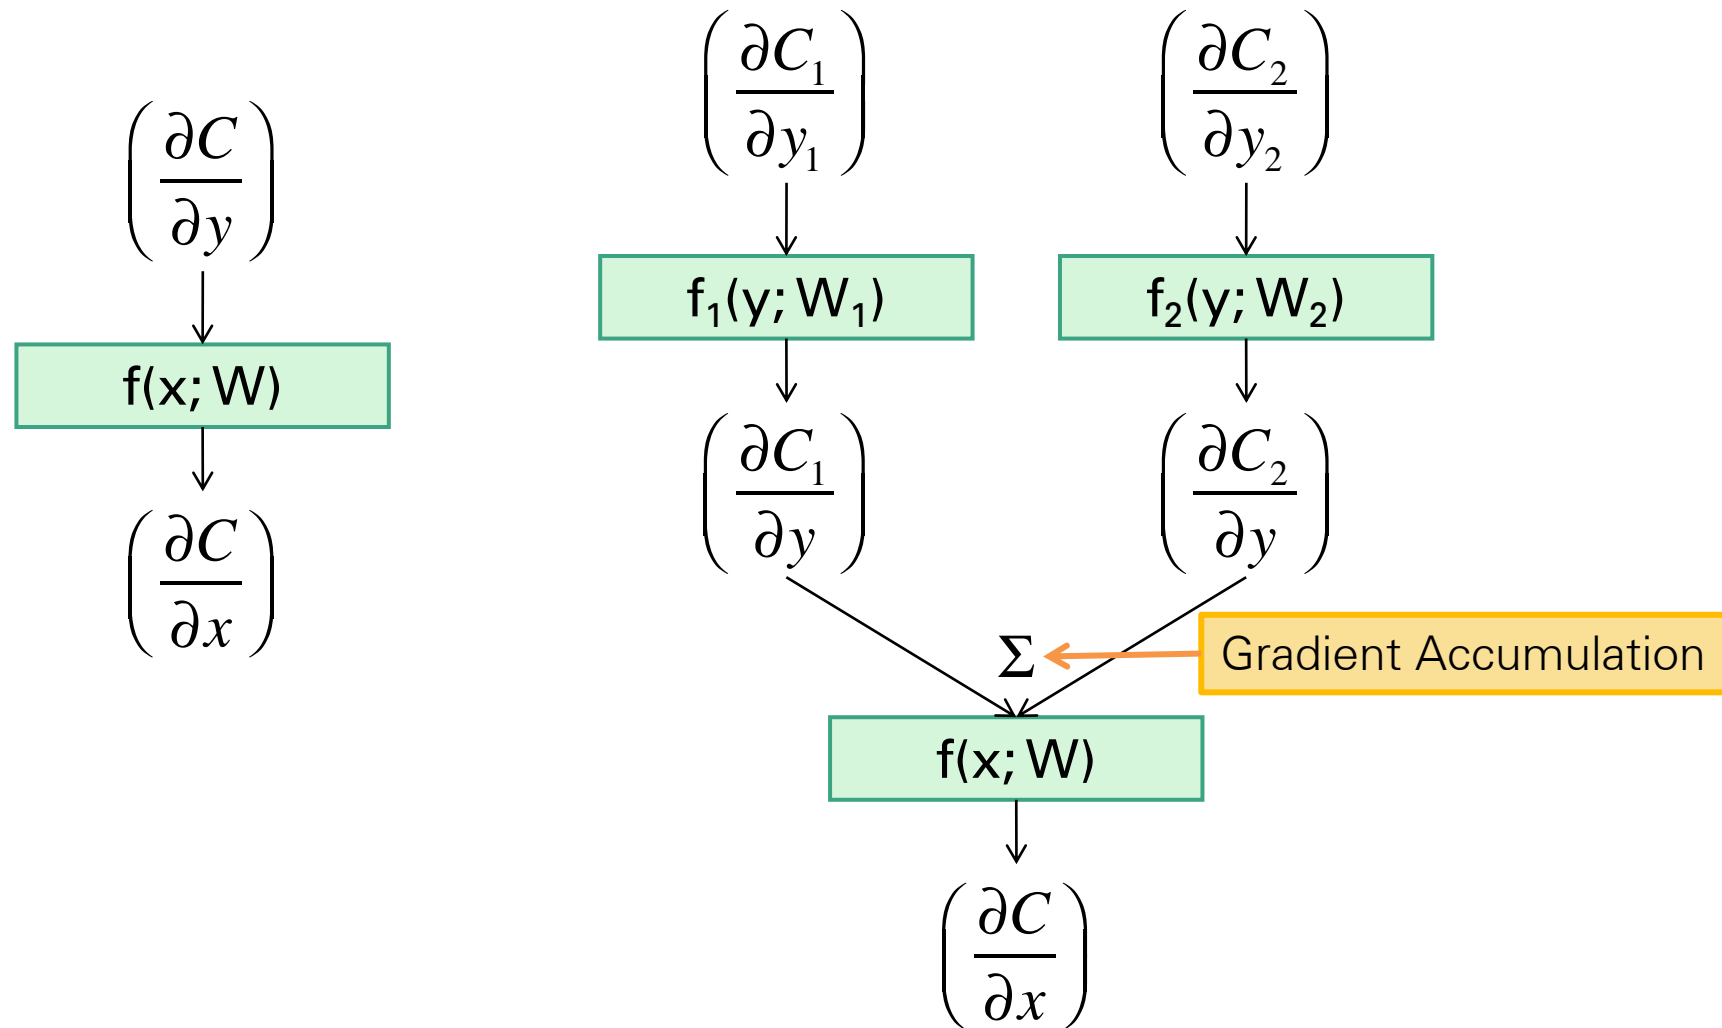 (∂C/∂y)
f(x; W)
(∂C/∂x)
(∂C₁/∂y₁)
(∂C₂/∂y₂)
f₁(y; W₁)
f₂(y; W₂)
(∂C₁/∂y)
(∂C₂/∂y)
Σ
Gradient Accumulation
f(x; W)
(∂C/∂x)